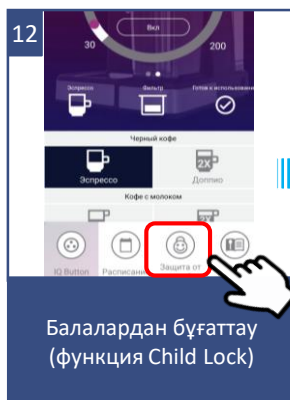 12
Вкл
30
200
Эспрессо Фильтр Готов к использован
Черный кофе
2X
Эспрессо Доппио
Кофе с молоком
IQ Button Расписание Защита от
Балалардан бұғаттау
(функция Child Lock)